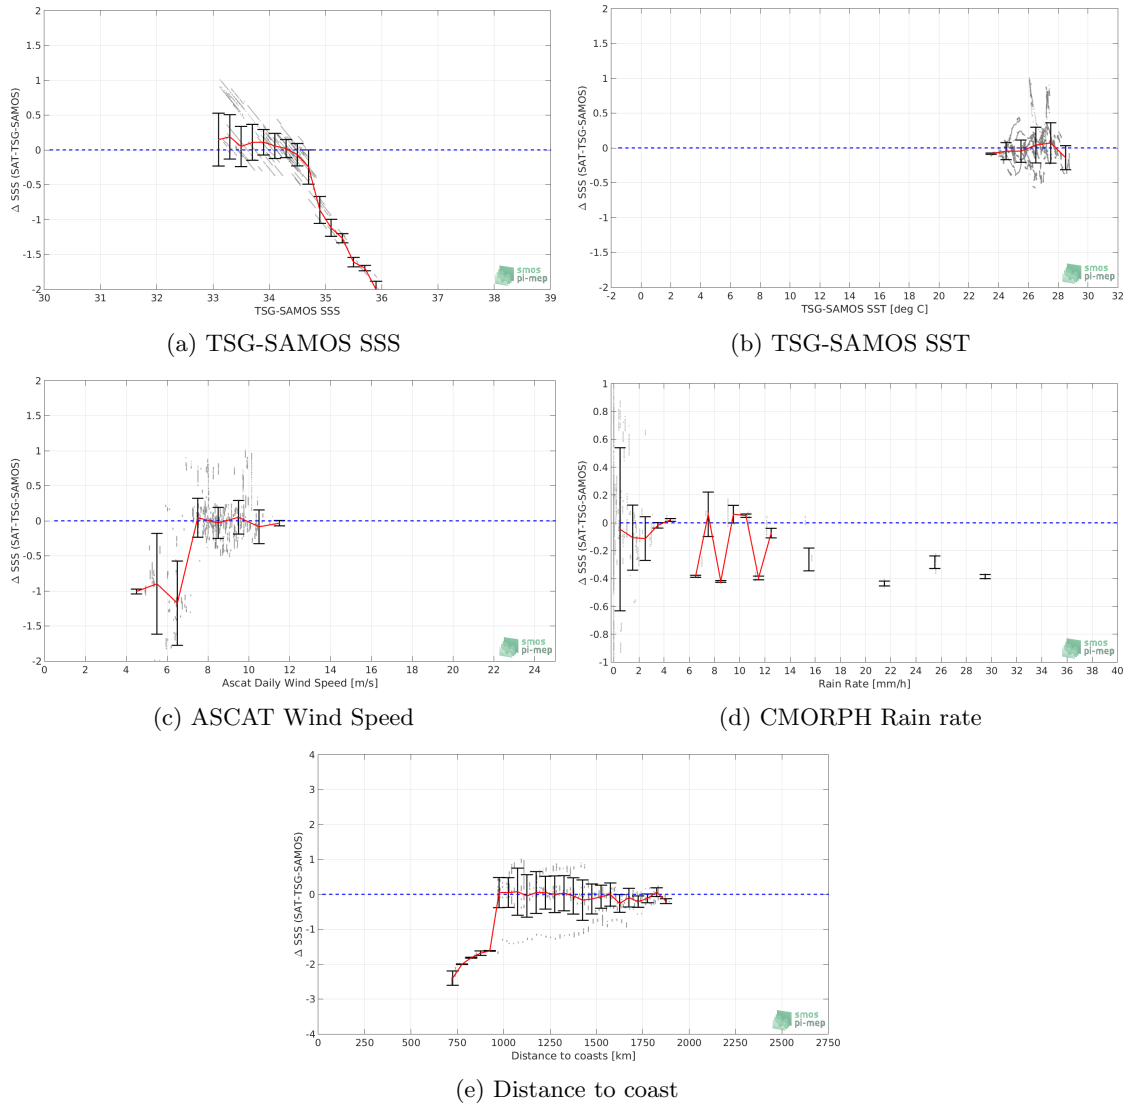 2
1.5
1
0.5
0
-0.5
-1
-1.5
-2
Δ SSS (SAT-TSG-SAMOS)
30 31 32 33 34 35 36 37 38 39
TSG-SAMOS SSS
smos
pi-mep
(a) TSG-SAMOS SSS
2
1.5
1
0.5
0
-0.5
-1
-1.5
-2
Δ SSS (SAT-TSG-SAMOS)
-2 0 2 4 6 8 10 12 14 16 18 20 22 24 26 28 30 32
TSG-SAMOS SST [deg C]
smos
pi-mep
(b) TSG-SAMOS SST
2
1.5
1
0.5
0
-0.5
-1
-1.5
-2
Δ SSS (SAT-TSG-SAMOS)
0 2 4 6 8 10 12 14 16 18 20 22 24
Ascat Daily Wind Speed [m/s]
smos
pi-mep
(c) ASCAT Wind Speed
1
0.8
0.6
0.4
0.2
0
-0.2
-0.4
-0.6
-0.8
-1
Δ SSS (SAT-TSG-SAMOS)
0 2 4 6 8 10 12 14 16 18 20 22 24 26 28 30 32 34 36 38 40
Rain Rate [mm/h]
smos
pi-mep
(d) CMORPH Rain rate
4
3
2
1
0
-1
-2
-3
-4
Δ SSS (SAT-TSG-SAMOS)
0 250 500 750 1000 1250 1500 1750 2000 2250 2500 2750
Distance to coasts [km]
smos
pi-mep
(e) Distance to coast